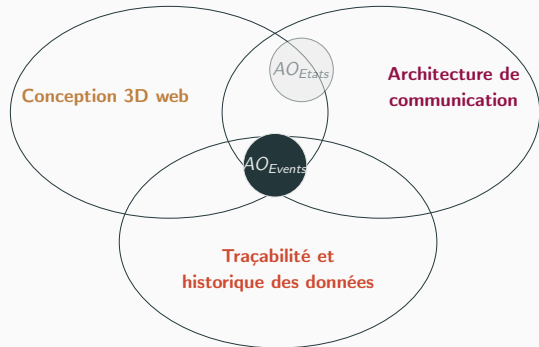 AO_Etats
Conception 3D web
Architecture de
communication
AO_Events
Traçabilité et
historique des données